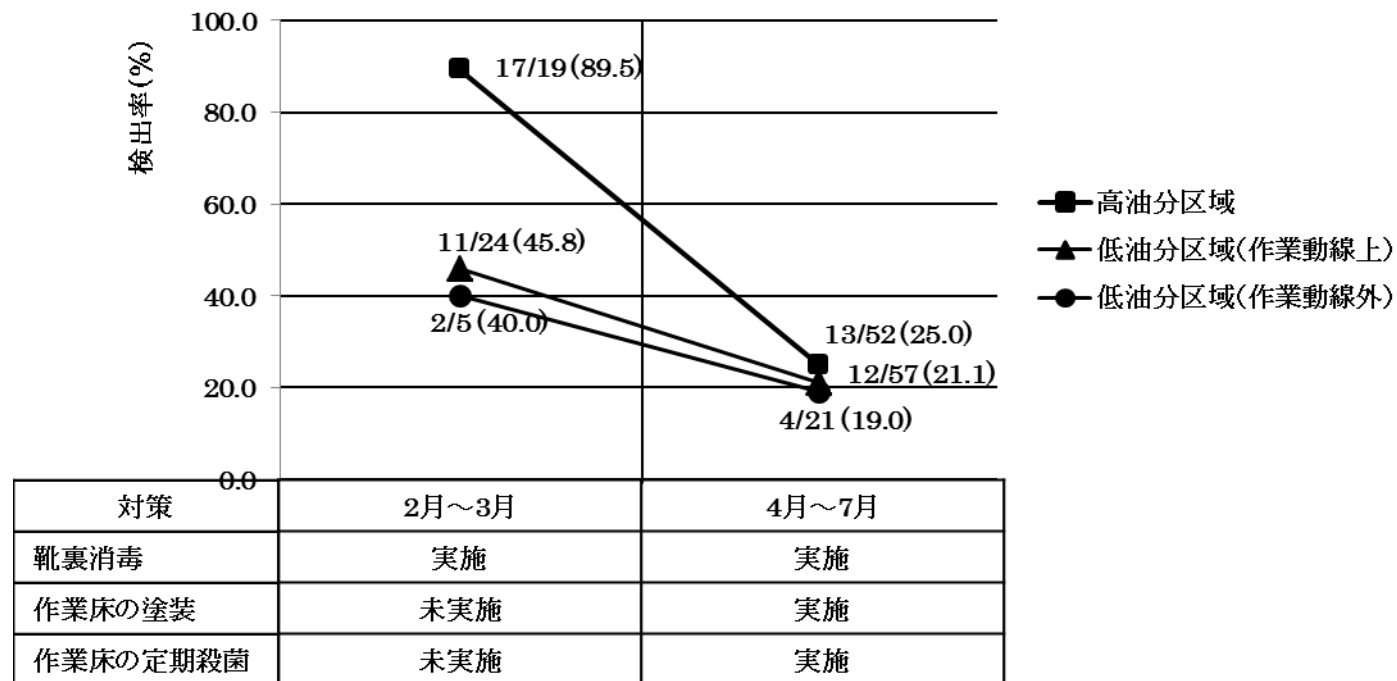 100.0
80.0
60.0
40.0
20.0
0.0
検出率(%)
17/19(89.5)
11/24(45.8)
2/5(40.0)
13/52(25.0)
12/57(21.1)
4/21(19.0)
高油分区域
低油分区域(作業動線上)
低油分区域(作業動線外)
対策 2月～3月 4月～7月
靴裏消毒 実施 実施
作業床の塗装 未実施 実施
作業床の定期殺菌 未実施 実施